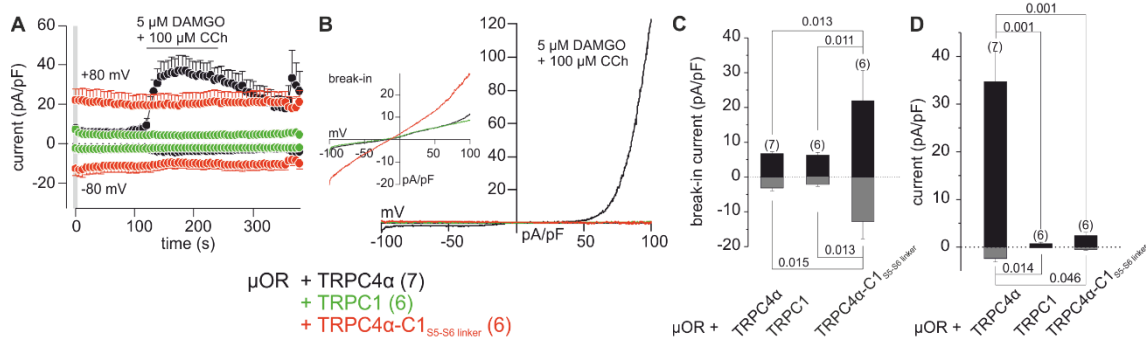 A
5 µM DAMGO
+ 100 µM CCh
current (pA/pF)
60
40
20
0
-20
+80 mV
-80 mV
0
100
200
300
time (s)
B
break-in
mV
-100
-50
50
100
20
10
-10
-20
pA/pF
5 µM DAMGO
+ 100 µM CCh
120
100
80
60
40
20
mV
-100
-50
50
100
pA/pF
µOR + TRPC4α (7)
+ TRPC1 (6)
+ TRPC4α-C1S5-S6 linker (6)
C
break-in current (pA/pF)
40
30
20
10
0
-10
-20
0.013
0.011
(7)
(6)
(6)
0.013
0.015
µOR +
TRPC4α
TRPC1
TRPC4α-C1S5-S6 linker
D
current (pA/pF)
40
30
20
10
0
0.001
0.001
(7)
(6)
(6)
0.014
0.046
µOR +
TRPC4α
TRPC1
TRPC4α-C1S5-S6 linker